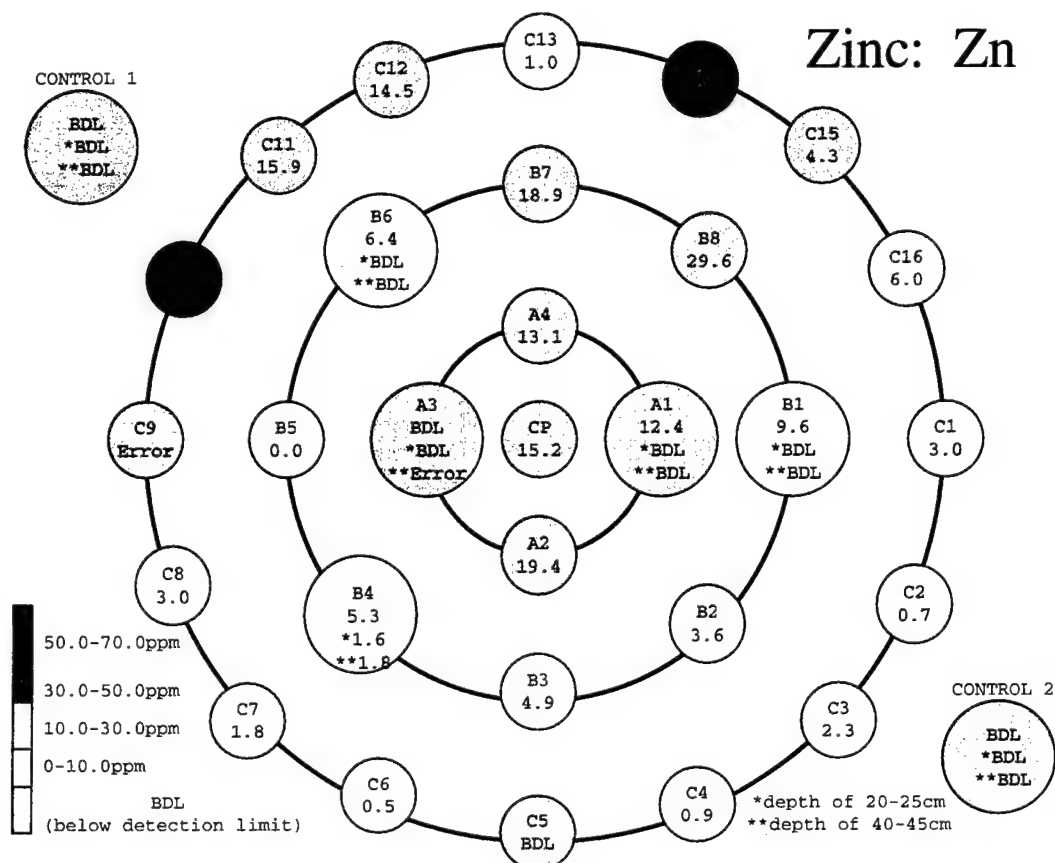 Zinc: Zn
CONTROL 1
BDL
*BDL
**BDL
C13
1.0
C12
14.5
C11
15.9
C15
4.3
C16
6.0
B7
18.9
B6
6.4
*BDL
**BDL
B8
29.6
A4
13.1
C9
Error
B5
0.0
A3
BDL
*BDL
**Error
CP
15.2
A1
12.4
*BDL
**BDL
B1
9.6
*BDL
**BDL
C1
3.0
A2
19.4
C8
3.0
B4
5.3
*1.6
**1.8
B2
3.6
C2
0.7
B3
4.9
C7
1.8
C3
2.3
C6
0.5
C5
BDL
C4
0.9
CONTROL 2
BDL
*BDL
**BDL
50.0-70.0ppm
30.0-50.0ppm
10.0-30.0ppm
0-10.0ppm
BDL
(below detection limit)
*depth of 20-25cm
**depth of 40-45cm